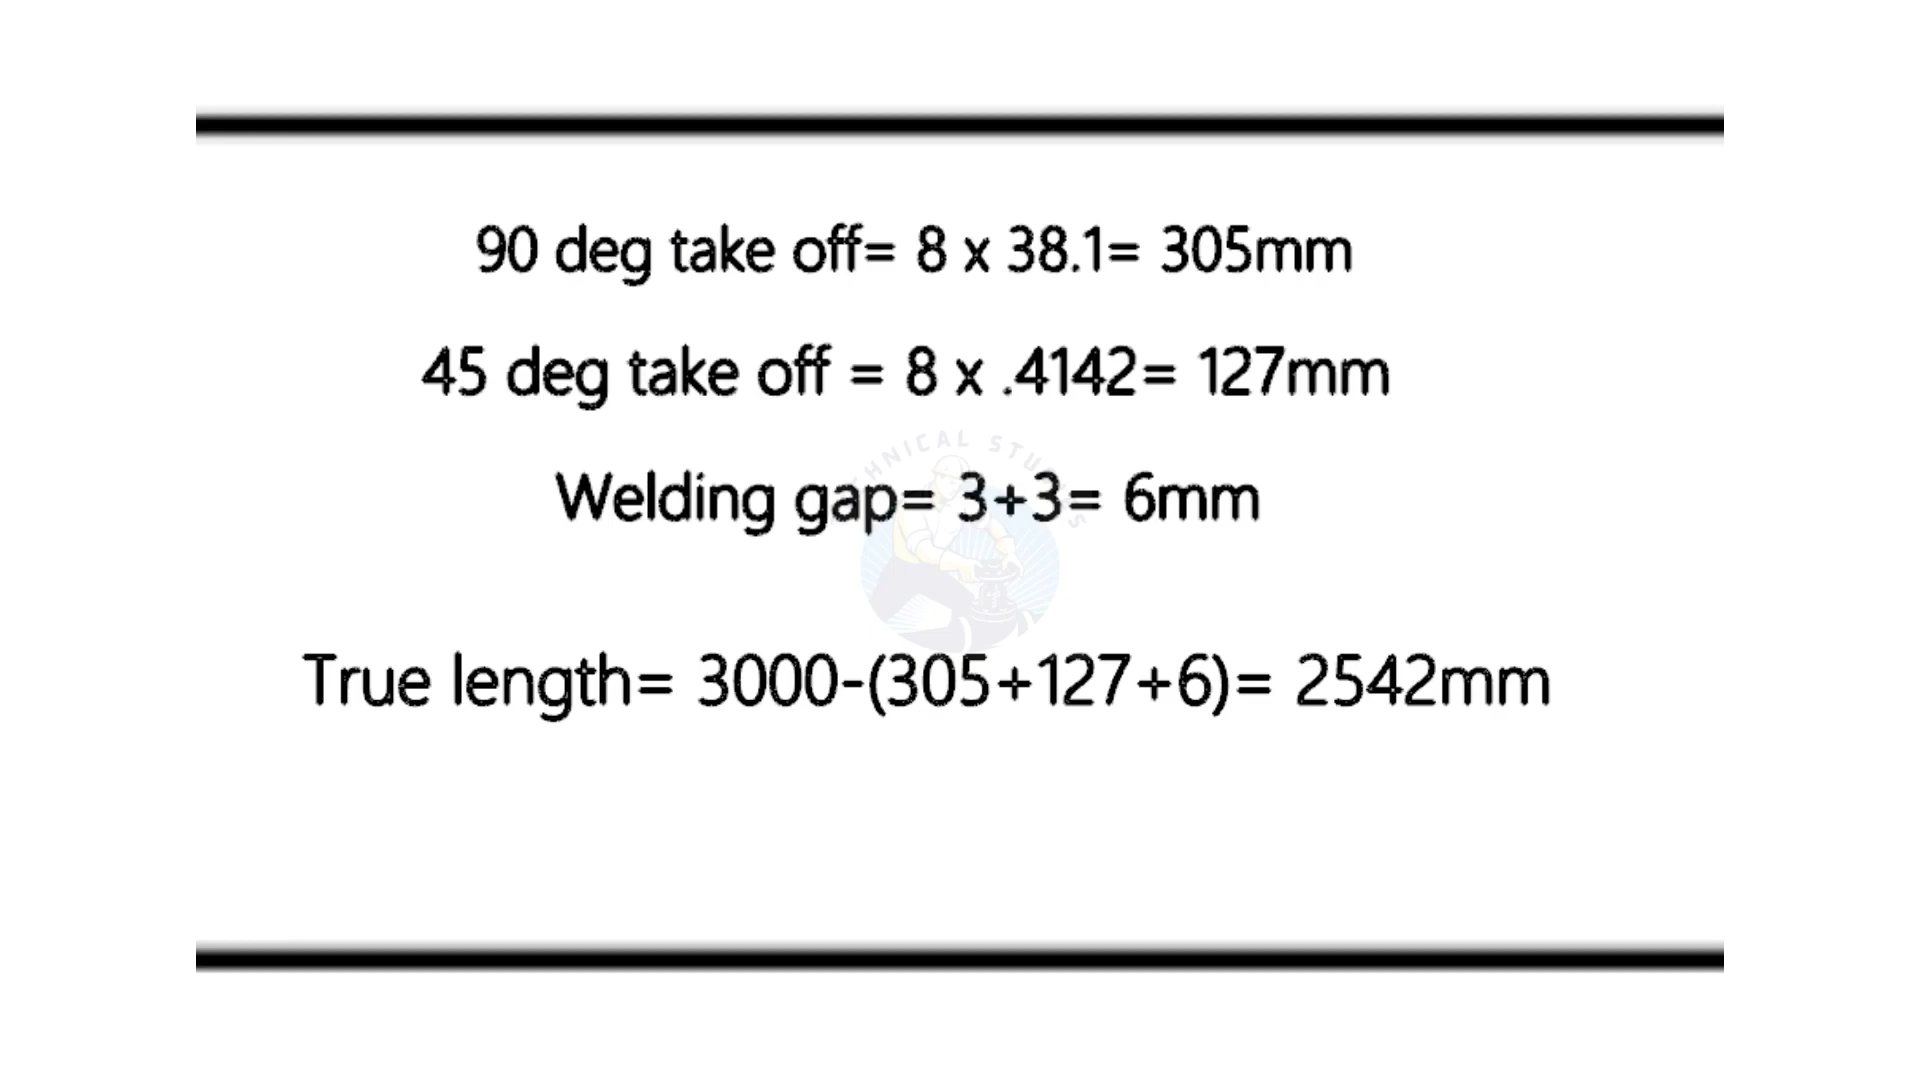 90 deg take off= 8 x 38.1= 305mm
45 deg take off = 8 x .4142= 127mm
Welding gap= 3+3= 6mm
True length= 3000-(305+127+6)= 2542mm